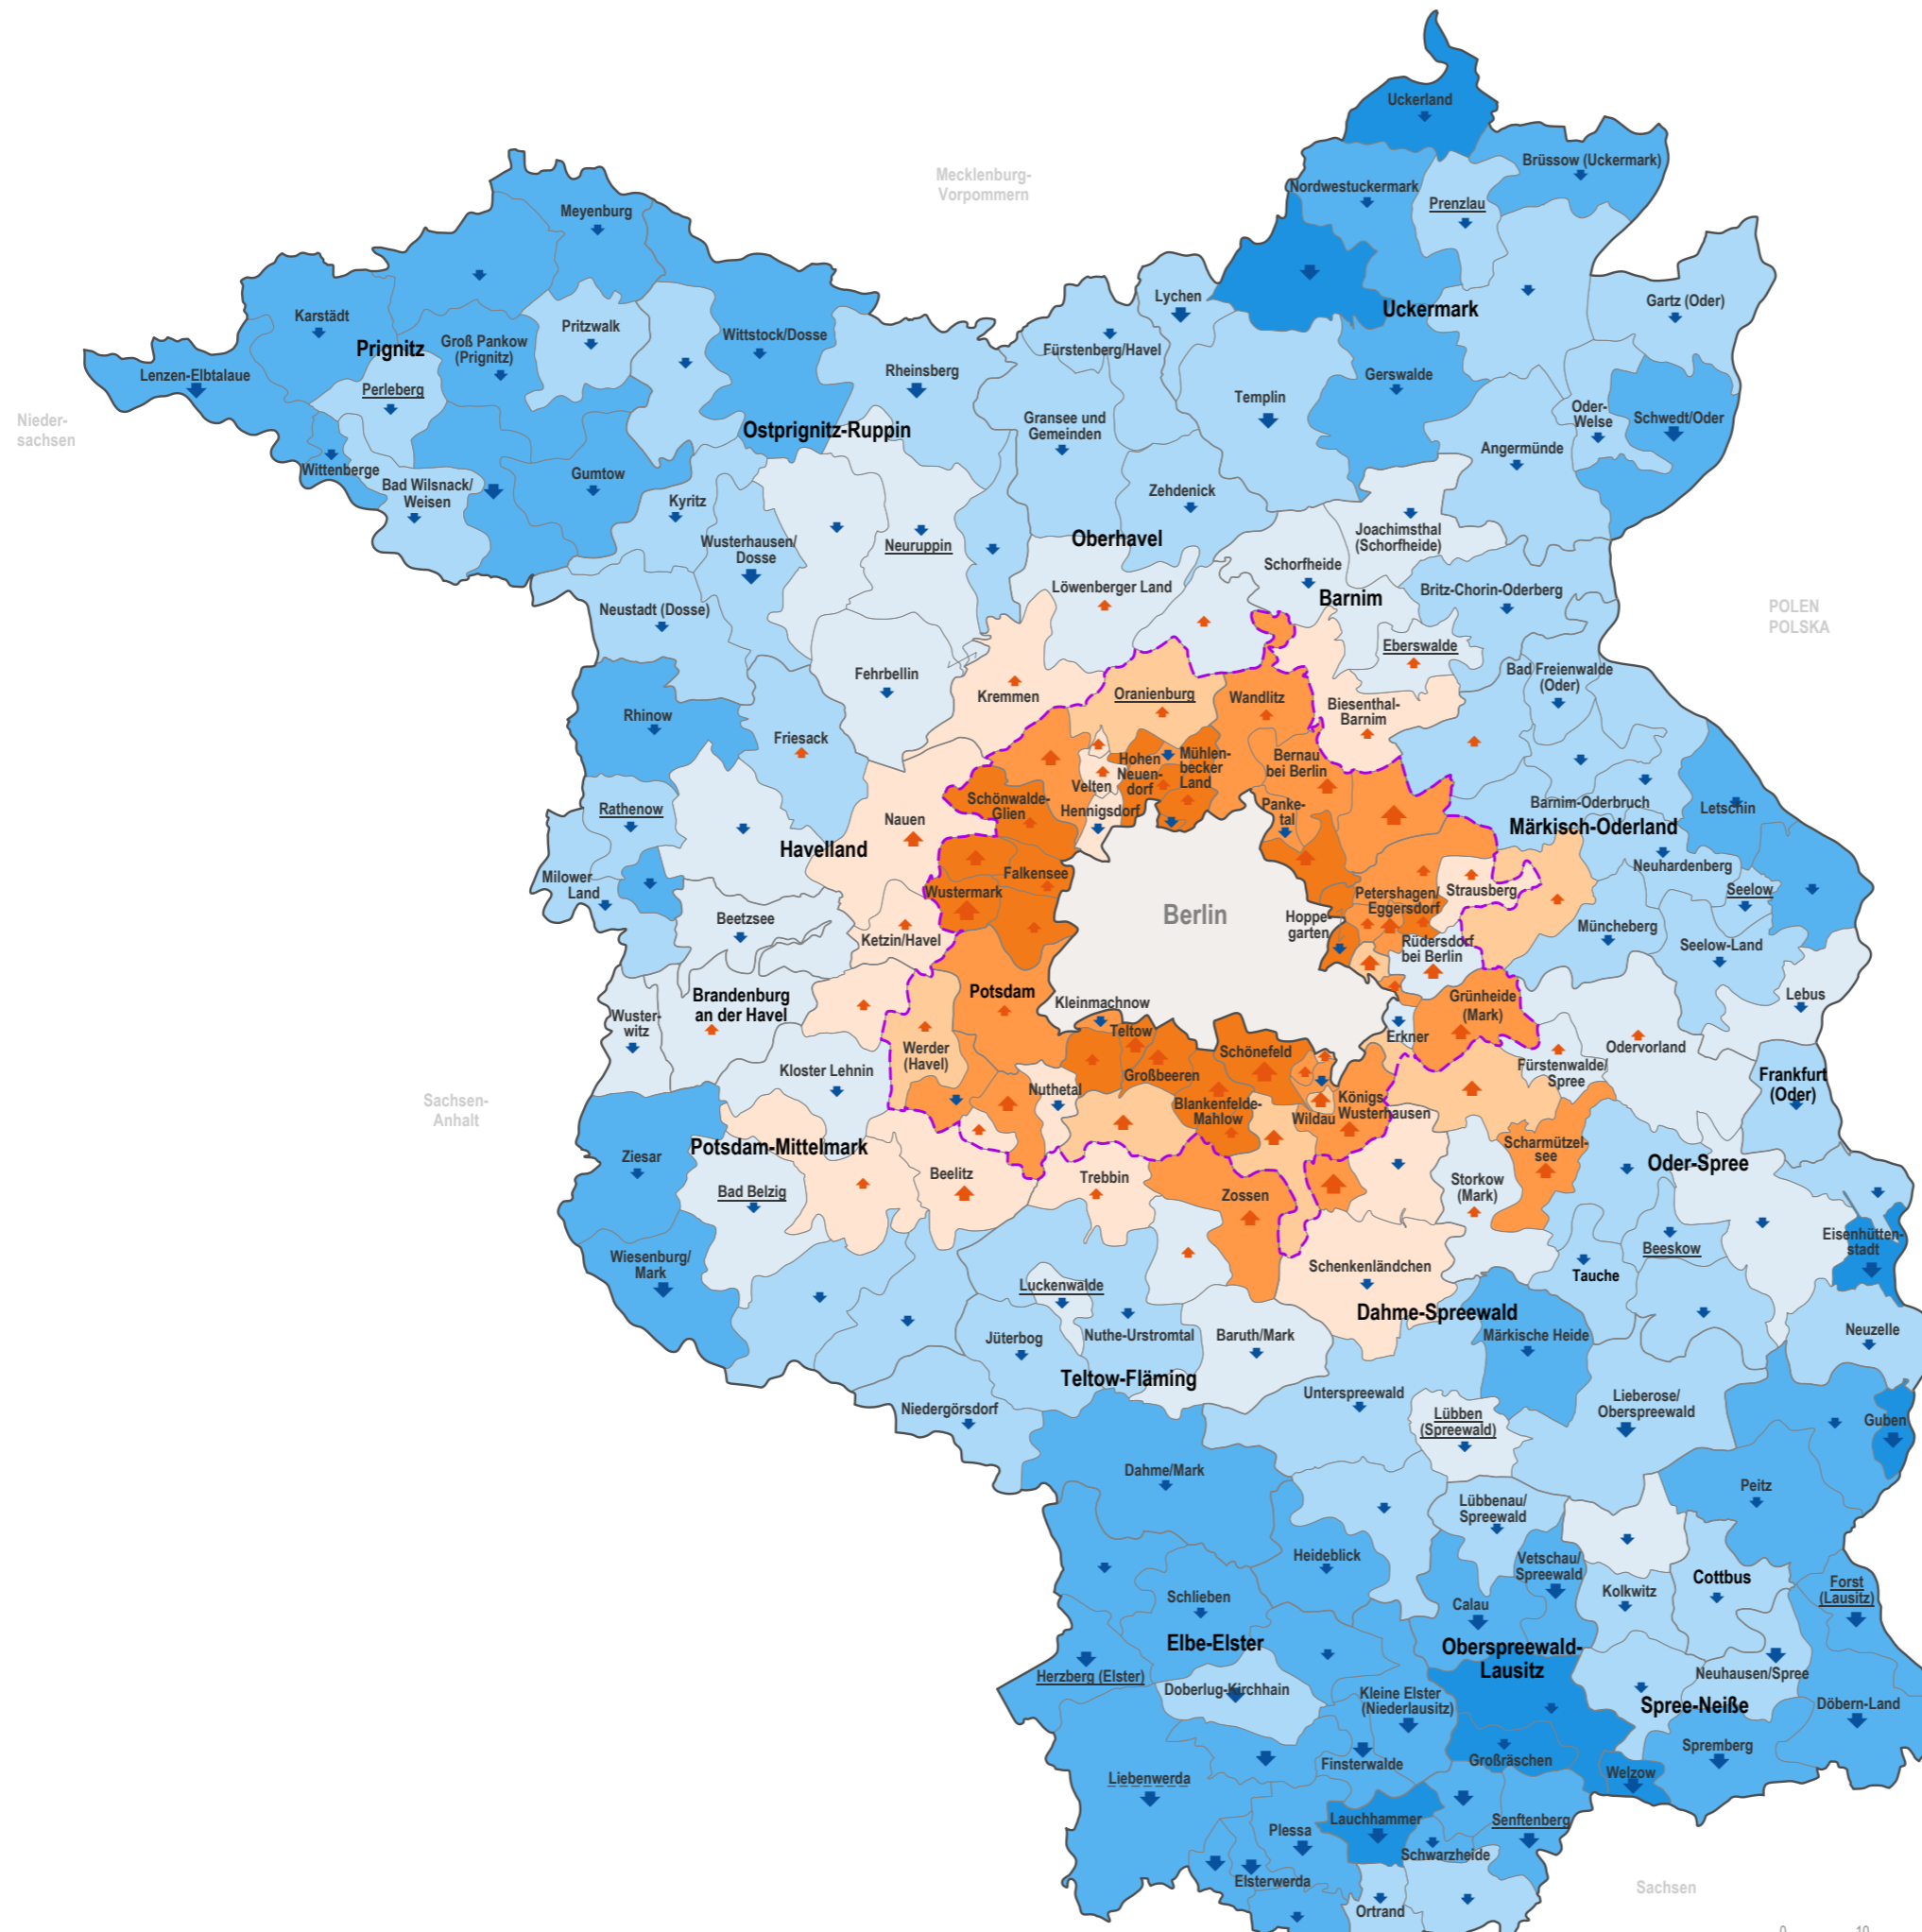 Uckerland
Brüssow (Uckermark)
Mecklenburg-
Vorpommern
Nordwestuckermark
Prenzlau
Meyenburg
Lychen
Gartz (Oder)
Uckermark
Karstädt
Pritzwalk
Wittstock/Dosse
Groß Pankow
(Prignitz)
Prignitz
Fürstenberg/Havel
Lenzen-Elbtalaue
Perleberg
Rheinsberg
Gerswalde
Templin
Nieder-
sachsen
Ostprignitz-Ruppin
Gransee und
Gemeinden
Oder-
Welse
Schwedt/Oder
Angermünde
Wittenberge
Gumtow
Bad Wilsnack/
Weisen
Kyritz
Zehdenick
Wusterhausen/
Dosse
Neuruppin
Oberhavel
Joachimsthal
(Schorfheide)
Schorfheide
Löwenberger Land
Barnim
Britz-Chorin-Oderberg
Neustadt (Dosse)
POLEN
POLSKA
Eberswalde
Fehrbellin
Kremmen
Oranienburg
Wandlitz
Biesenthal-
Barnim
Bad Freienwalde
(Oder)
Rhinow
Friesack
Hohen
Neuen-
dorf
Mühlen-
becker
Land
Bernau
bei Berlin
Velten
Schönwalde-
Glien
Hennigsdorf
Panke-
tal
Barnim-Oderbruch
Letschin
Rathenow
Nauen
Märkisch-Oderland
Havelland
Neuhardenberg
Milower
Land
Falkensee
Wustermark
Petershagen/
Eggersdorf
Strausberg
Seelow
Beetzsee
Ketzin/Havel
Berlin
Hoppe-
garten
Rüdersdorf
bei Berlin
Müncheberg
Seelow-Land
Brandenburg
an der Havel
Potsdam
Kleinmachnow
Grünheide
(Mark)
Lebus
Wuster-
witz
Teltow
Erkner
Odervorland
Werder
(Havel)
Schönefeld
Kloster Lehnin
Großbeeren
Fürstenwalde/
Spree
Frankfurt
(Oder)
Nuthetal
Blankenfelde-
Mahlow
Wildau
Königs
Wusterhausen
Sachsen-
Anhalt
Ziesar
Potsdam-Mittelmark
Scharmützel-
see
Oder-Spree
Bad Belzig
Beelitz
Trebbin
Zossen
Storkow
(Mark)
Eisenhütten-
stadt
Wiesenburg/
Mark
Beeskow
Schenkenländchen
Tauche
Luckenwalde
Dahme-Spreewald
Jüterbog
Nuthe-Urstromtal
Baruth/Mark
Märkische Heide
Neuzelle
Teltow-Fläming
Niedergörsdorf
Unterspreewald
Lieberose/
Oberspreewald
Lübben
(Spreewald)
Guben
Dahme/Mark
Peitz
Lübbenau/
Spreewald
Heideblick
Vetschau/
Spreewald
Cottbus
Forst
(Lausitz)
Schlieben
Calau
Kolkwitz
Elbe-Elster
Oberspreewald-
Lausitz
Herzberg (Elster)
Neuhausen/Spree
Doberlug-Kirchhain
Kleine Elster
(Niederlausitz)
Spree-Neiße
Döbern-Land
Spremberg
Finsterwalde
Großräschen
Liebenwerda
Welzow
Lauchhammer
Senftenberg
Plessa
Schwarzheide
Elsterwerda
Sachsen
Ortrand
0 10